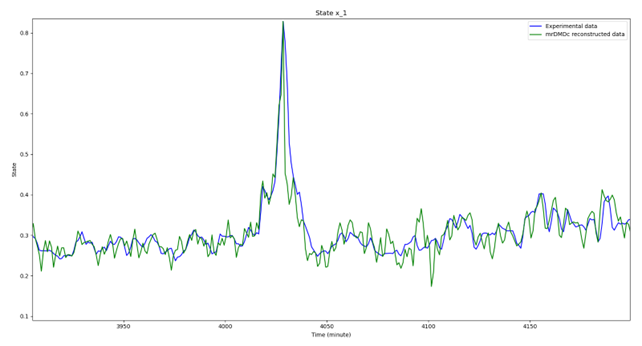 State x_1
Experimental data
mrDMDc reconstructed data
0.8
0.7
0.6
0.5
0.4
0.3
0.2
0.1
State
3950
4000
4050
4100
4150
Time (minute)